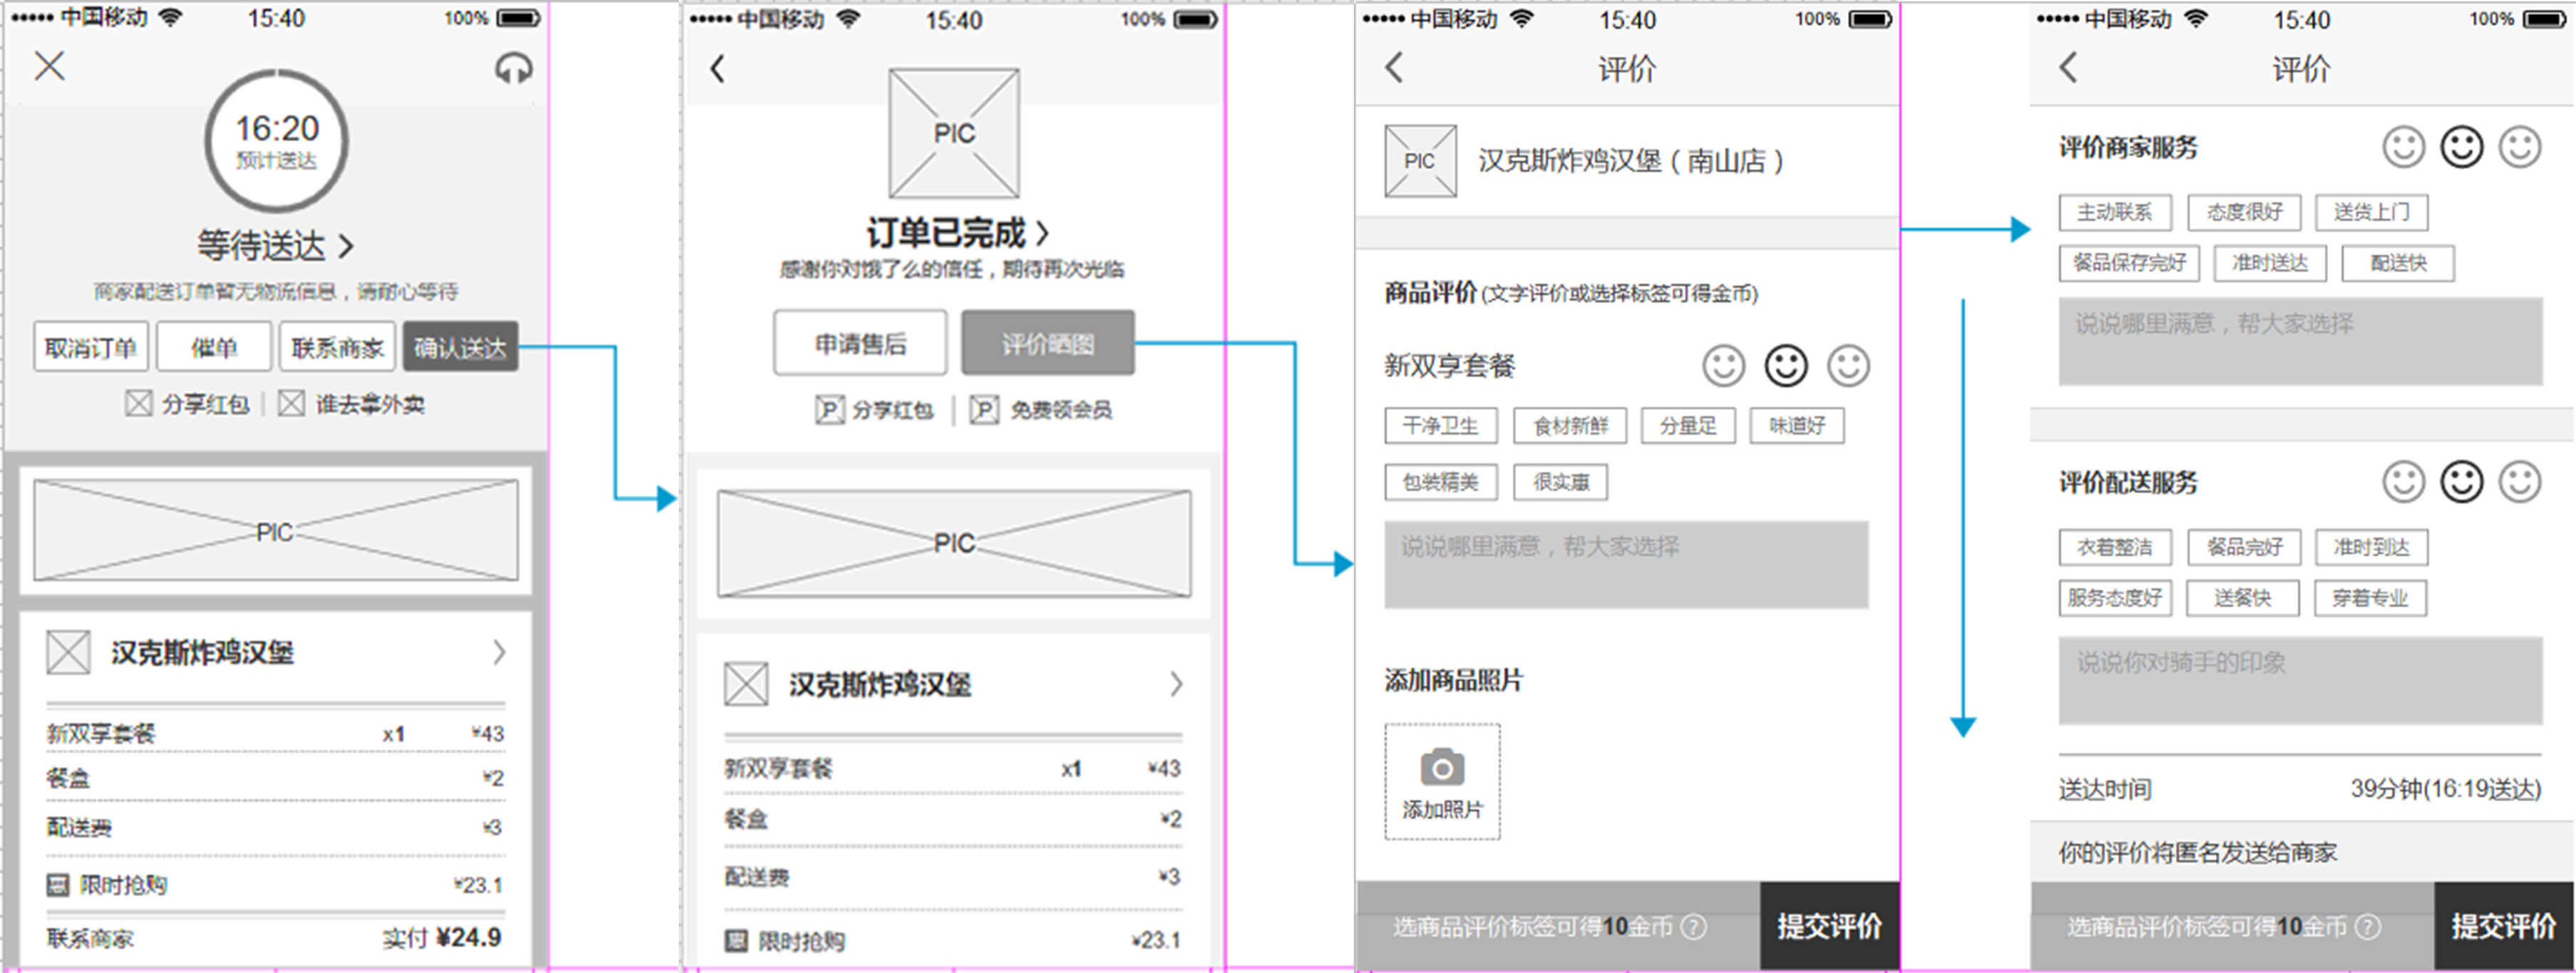 中国移动 15:40 100%
16:20
预计送达
等待送达
商家配送订单暂无物流信息，请耐心等待
取消订单 催单 联系商家 确认送达
分享红包 谁去拿外卖
PIC
汉克斯炸鸡汉堡
新双享套餐 x1 ¥43
餐盒 ¥2
配送费 ¥3
限时抢购 ¥23.1
联系商家 实付 ¥24.9
中国移动 15:40 100%
PIC
订单已完成
感谢你对饿了么的信任，期待再次光临
申请售后 评价晒图
P 分享红包 P 免费领会员
PIC
汉克斯炸鸡汉堡
新双享套餐 x1 ¥43
餐盒 ¥2
配送费 ¥3
限时抢购 ¥23.1
中国移动 15:40 100%
评价
PIC 汉克斯炸鸡汉堡（南山店）
商品评价(文字评价或选择标签可得金币)
新双享套餐
干净卫生 食材新鲜 分量足 味道好
包装精美 很实惠
说说哪里满意，帮大家选择
添加商品照片
添加照片
选商品评价标签可得10金币 ? 提交评价
中国移动 15:40 100%
评价
评价商家服务
主动联系 态度很好 送货上门
餐品保存完好 准时送达 配送快
说说哪里满意，帮大家选择
评价配送服务
衣着整洁 餐品完好 准时到达
服务态度好 送餐快 穿着专业
说说你对骑手的印象
送达时间 39分钟(16:19送达)
你的评价将匿名发送给商家
选商品评价标签可得10金币 ? 提交评价